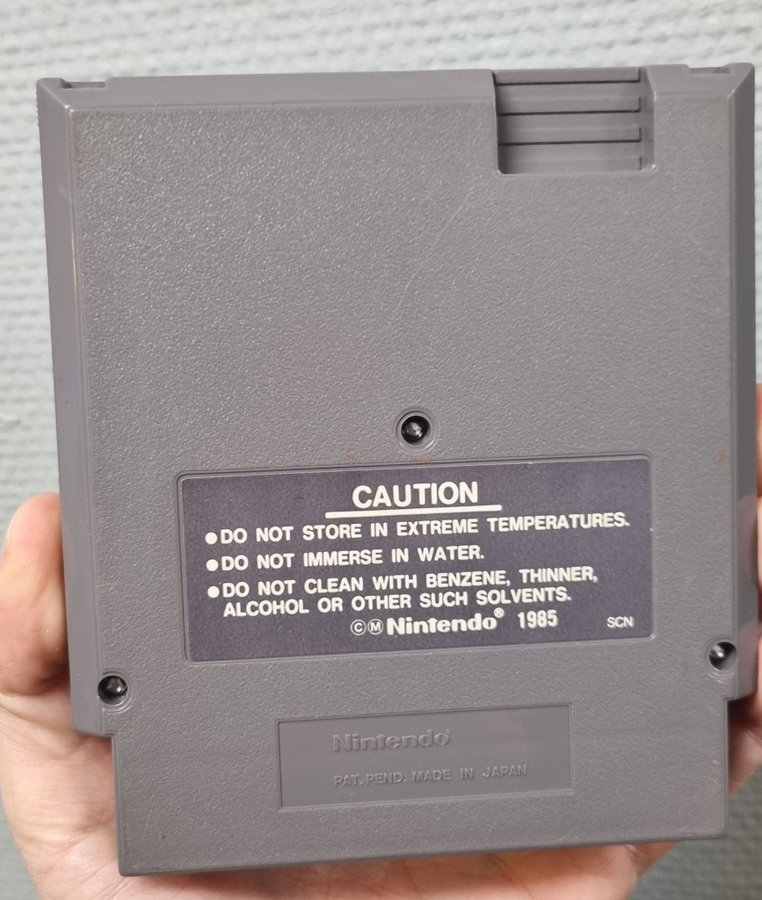 CAUTION
●DO NOT STORE IN EXTREME TEMPERATURES.
●DO NOT IMMERSE IN WATER.
●DO NOT CLEAN WITH BENZENE, THINNER,
ALCOHOL OR OTHER SUCH SOLVENTS.
©Ⓜ Nintendo® 1985 SCN
Nintendo®
PAT. PEND. MADE IN JAPAN